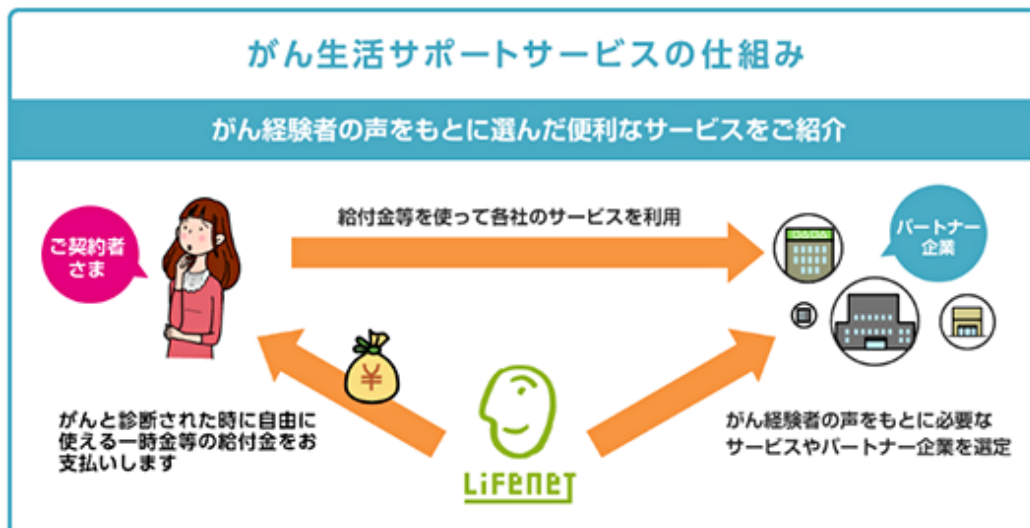 がん生活サポートサービスの仕組み
がん経験者の声をもとに選んだ便利なサービスをご紹介
ご契約者
さま
給付金等を使って各社のサービスを利用
パートナー
企業
¥
がんと診断された時に自由に
使える一時金等の給付金をお
支払いします
LiFENET
がん経験者の声をもとに必要な
サービスやパートナー企業を選定